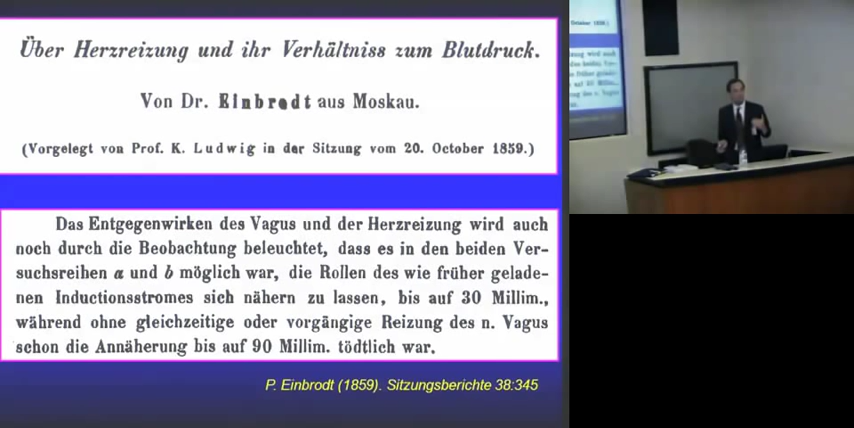 Über Herzreizung und ihr Verhältniss zum Blutdruck.
Von Dr. Einbrodt aus Moskau.
(Vorgelegt von Prof. K. Ludwig in der Sitzung vom 20. October 1859.)
Das Entgegenwirken des Vagus und der Herzreizung wird auch
noch durch die Beobachtung beleuchtet, dass es in den beiden Ver-
suchsreihen a und b möglich war, die Rollen des wie früher gelade-
nen Inductionsstromes sich nähern zu lassen, bis auf 30 Millim.,
während ohne gleichzeitige oder vorgängige Reizung des n. Vagus
schon die Annäherung bis auf 90 Millim. tödtlich war.
P. Einbrodt (1859). Sitzungsberichte 38:345